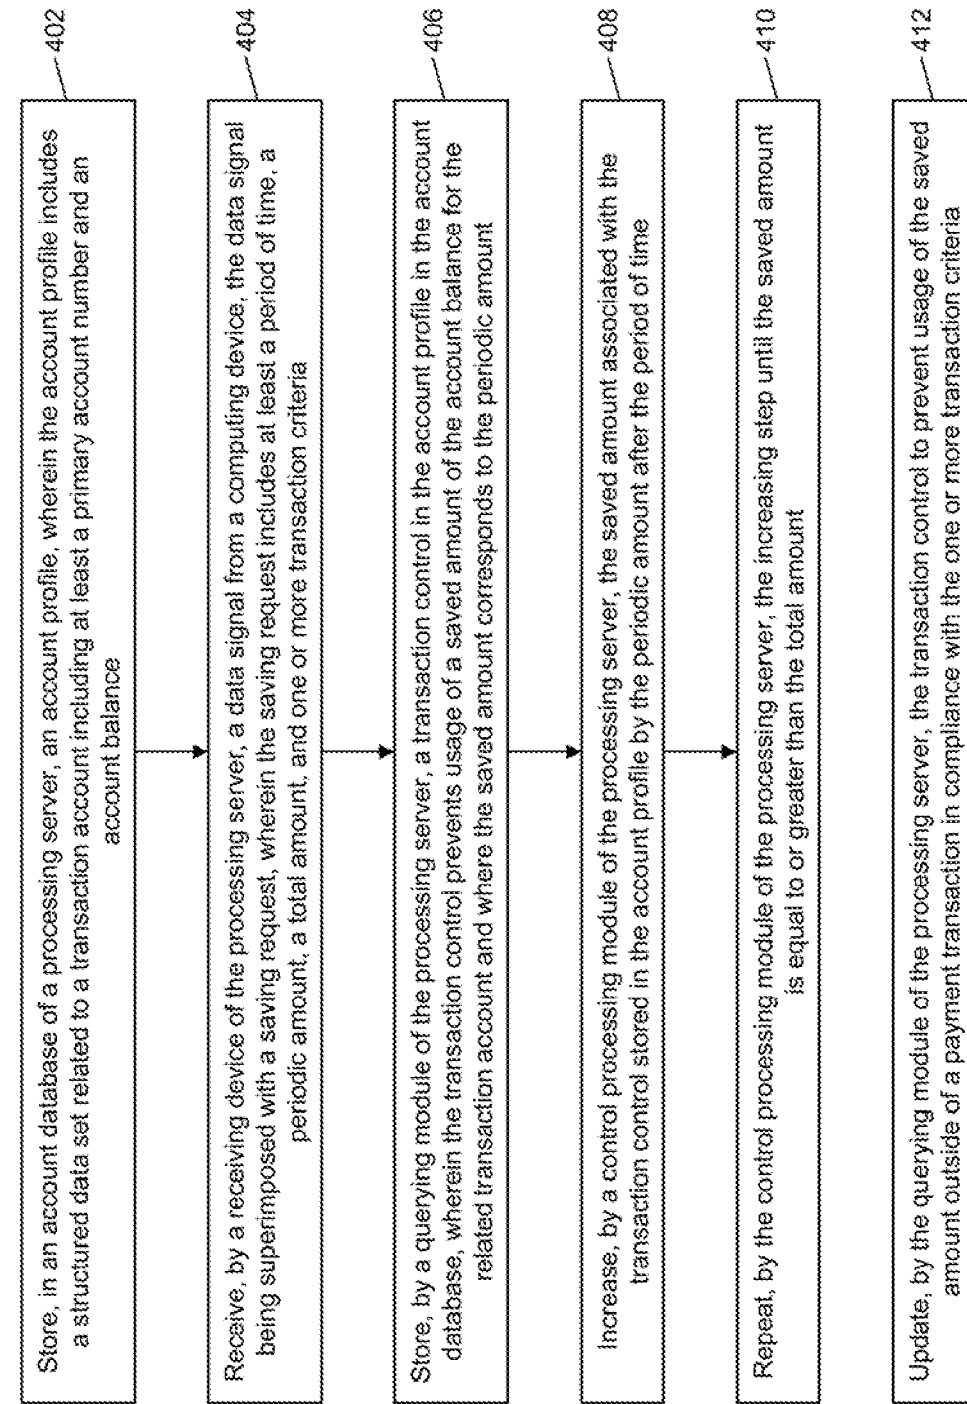 402
Store, in an account database of a processing server, an account profile, wherein the account profile includes
a structured data set related to a transaction account including at least a primary account number and an
account balance
404
Receive, by a receiving device of the processing server, a data signal from a computing device, the data signal
being superimposed with a saving request, wherein the saving request includes at least a period of time, a
periodic amount, a total amount, and one or more transaction criteria
406
Store, by a querying module of the processing server, a transaction control in the account profile in the account
database, wherein the transaction control prevents usage of a saved amount of the account balance for the
related transaction account and where the saved amount corresponds to the periodic amount
408
Increase, by a control processing module of the processing server, the saved amount associated with the
transaction control stored in the account profile by the periodic amount after the period of time
410
Repeat, by the control processing module of the processing server, the increasing step until the saved amount
is equal to or greater than the total amount
412
Update, by the querying module of the processing server, the transaction control to prevent usage of the saved
amount outside of a payment transaction in compliance with the one or more transaction criteria